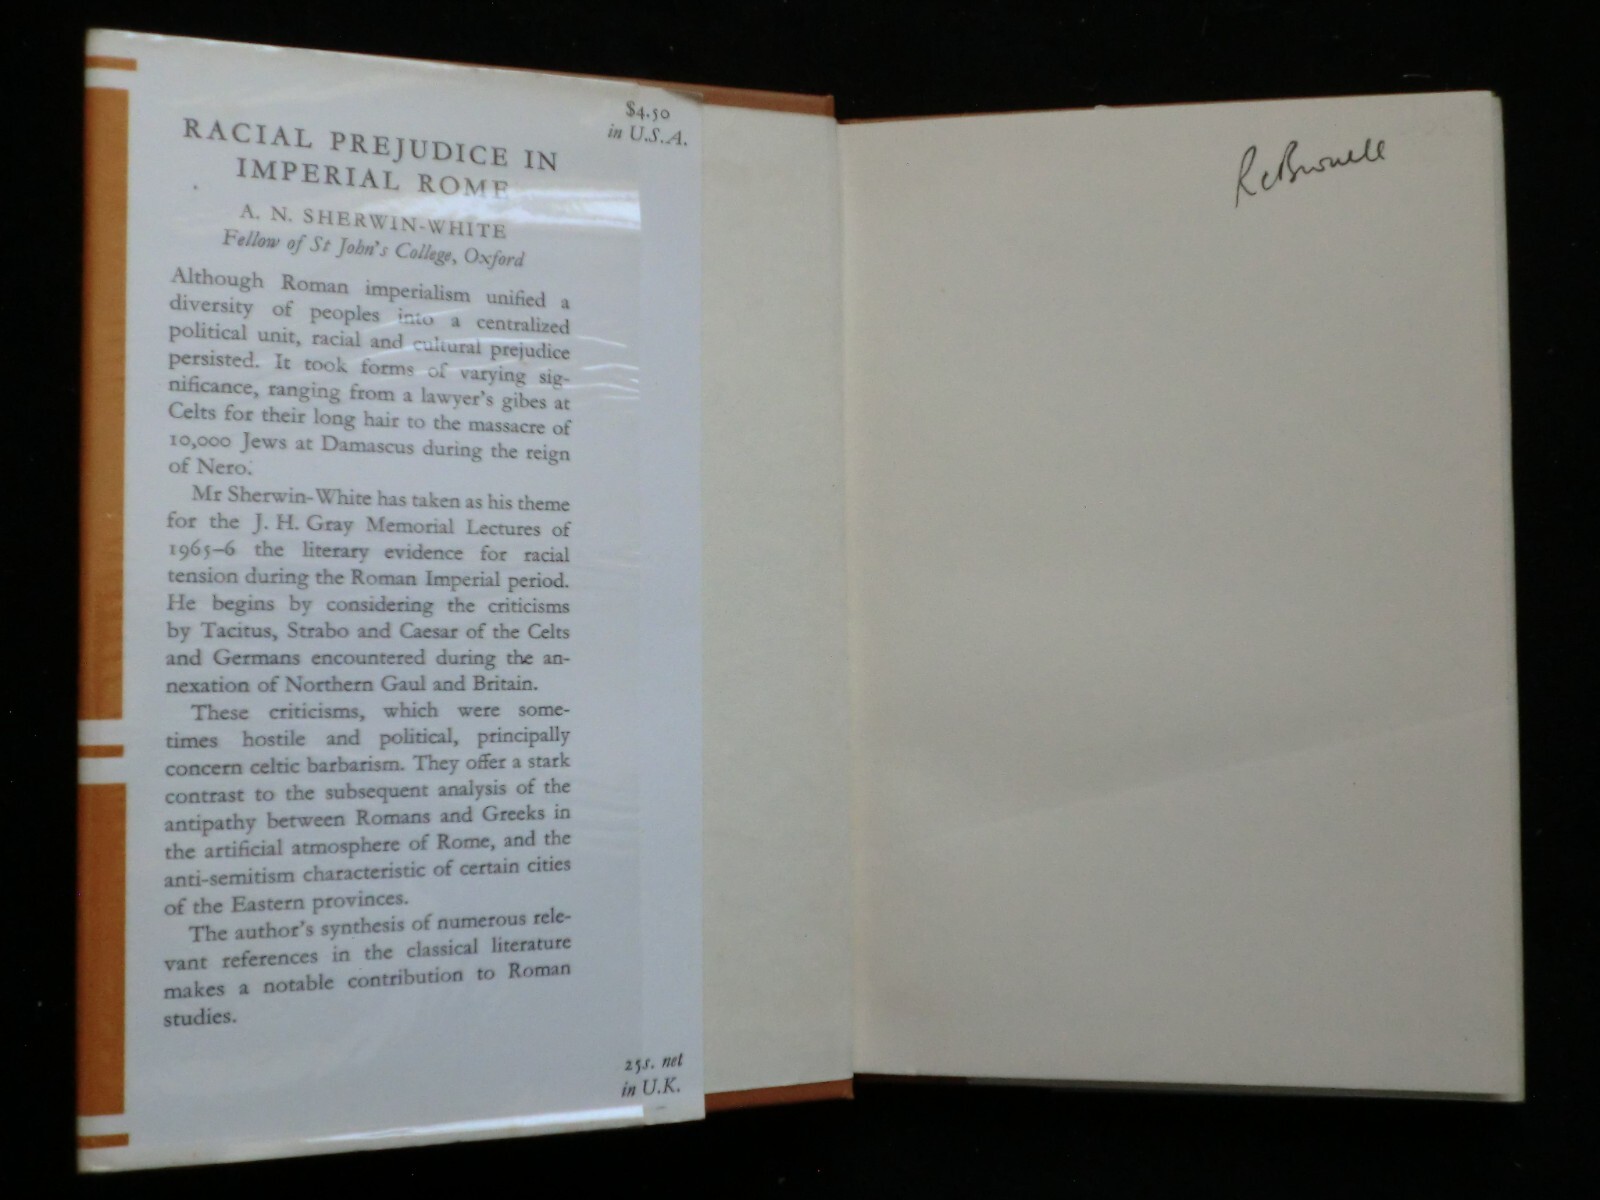 $4.50
in U.S.A.
RACIAL PREJUDICE IN
IMPERIAL ROME
A. N. SHERWIN-WHITE
Fellow of St John's College, Oxford
Although Roman imperialism unified a
diversity of peoples into a centralized
political unit, racial and cultural prejudice
persisted. It took forms of varying sig-
nificance, ranging from a lawyer's gibes at
Celts for their long hair to the massacre of
10,000 Jews at Damascus during the reign
of Nero.
Mr Sherwin-White has taken as his theme
for the J. H. Gray Memorial Lectures of
1965–6 the literary evidence for racial
tension during the Roman Imperial period.
He begins by considering the criticisms
by Tacitus, Strabo and Caesar of the Celts
and Germans encountered during the an-
nexation of Northern Gaul and Britain.
These criticisms, which were some-
times hostile and political, principally
concern celtic barbarism. They offer a stark
contrast to the subsequent analysis of the
antipathy between Romans and Greeks in
the artificial atmosphere of Rome, and the
anti-semitism characteristic of certain cities
of the Eastern provinces.
The author's synthesis of numerous rele-
vant references in the classical literature
makes a notable contribution to Roman
studies.
25s. net
in U.K.